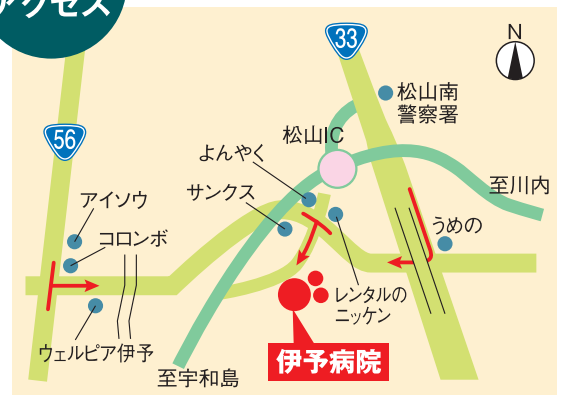 アクセス
33
N
松山南
警察署
56
松山IC
よんやく
サンクス
至川内
アイソウ
コロンボ
うめの
レンタルの
ニッケン
ウェルピア伊予
伊予病院
至宇和島